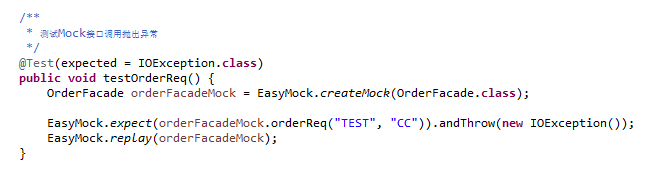 /**
 * 测试Mock接口调用抛出异常
 */
@Test(expected = IOException.class)
public void testOrderReq() {
    OrderFacade orderFacadeMock = EasyMock.createMock(OrderFacade.class);
    EasyMock.expect(orderFacadeMock.orderReq("TEST", "CC")).andThrow(new IOException());
    EasyMock.replay(orderFacadeMock);
}